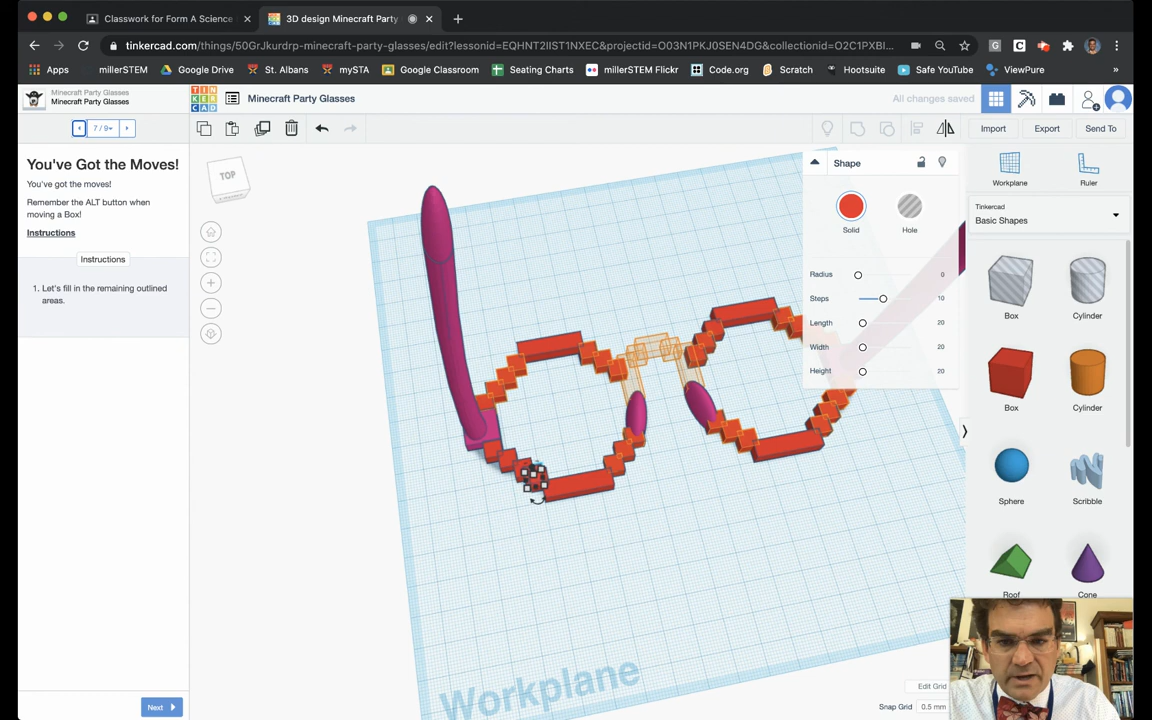 Classwork for Form A Science
3D design Minecraft Party
tinkercad.com/things/50GrJkurdrp-minecraft-party-glasses/edit?lessonid=EQHNT2IIST1NXEC&projectid=O03N1PKJ0SEN4DG&collectionid=O2C1PXBI...
Apps millerSTEM Google Drive St. Albans mySTA Google Classroom Seating Charts millerSTEM Flickr Code.org Scratch Hootsuite Safe YouTube ViewPure »
Minecraft Party Glasses
Minecraft Party Glasses
TIN
KER
CAD
Minecraft Party Glasses
All changes saved
7 / 9
Import Export Send To
You've Got the Moves!
You've got the moves!
Remember the ALT button when
moving a Box!
Instructions
Instructions
1. Let's fill in the remaining outlined
areas.
Next
TOP
Workplane
Shape
Solid Hole
Radius 0
Steps 10
Length 20
Width 20
Height 20
Edit Grid
Snap Grid 0.5 mm
Workplane Ruler
Tinkercad
Basic Shapes
Box Cylinder
Box Cylinder
Sphere Scribble
Roof Cone